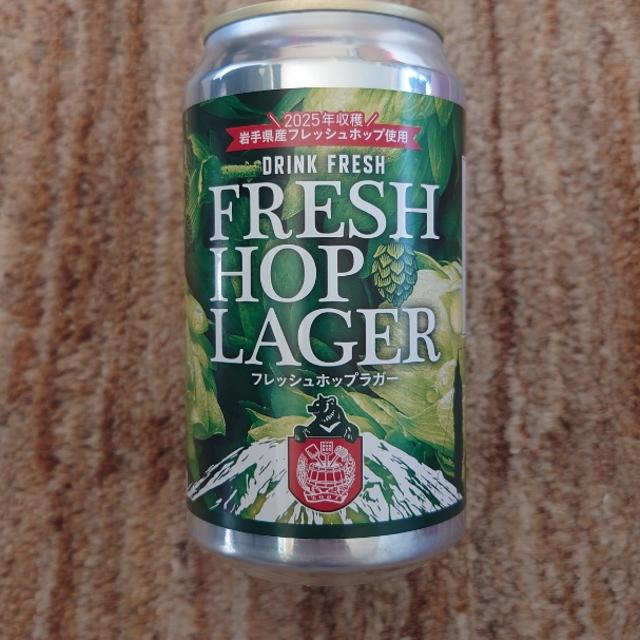 2025年収穫
岩手県産フレッシュホップ使用
DRINK FRESH
FRESH
HOP
LAGER
フレッシュホップラガー